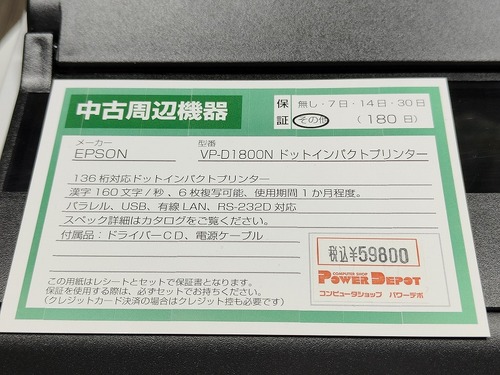 中古周辺機器
保証 無し・7日・14日・30日
その他 (180日)
メーカー 型番
EPSON VP-D1800N ドットインパクトプリンター
136桁対応ドットインパクトプリンター
漢字160文字/秒、6枚複写可能、使用期間1か月程度。
パラレル、USB、有線LAN、RS-232D対応
スペック詳細はカタログをご覧ください。
付属品:ドライバーCD、電源ケーブル
税込¥59800
COMPUTER SHOP
POWER DEPOT
コンピュータショップ パワーデポ
この用紙はレシートとセットで保証書となります。
保証を使用する際は、必ずセットでお持ちください。
(クレジットカード決済の場合はクレジット控も必要です)